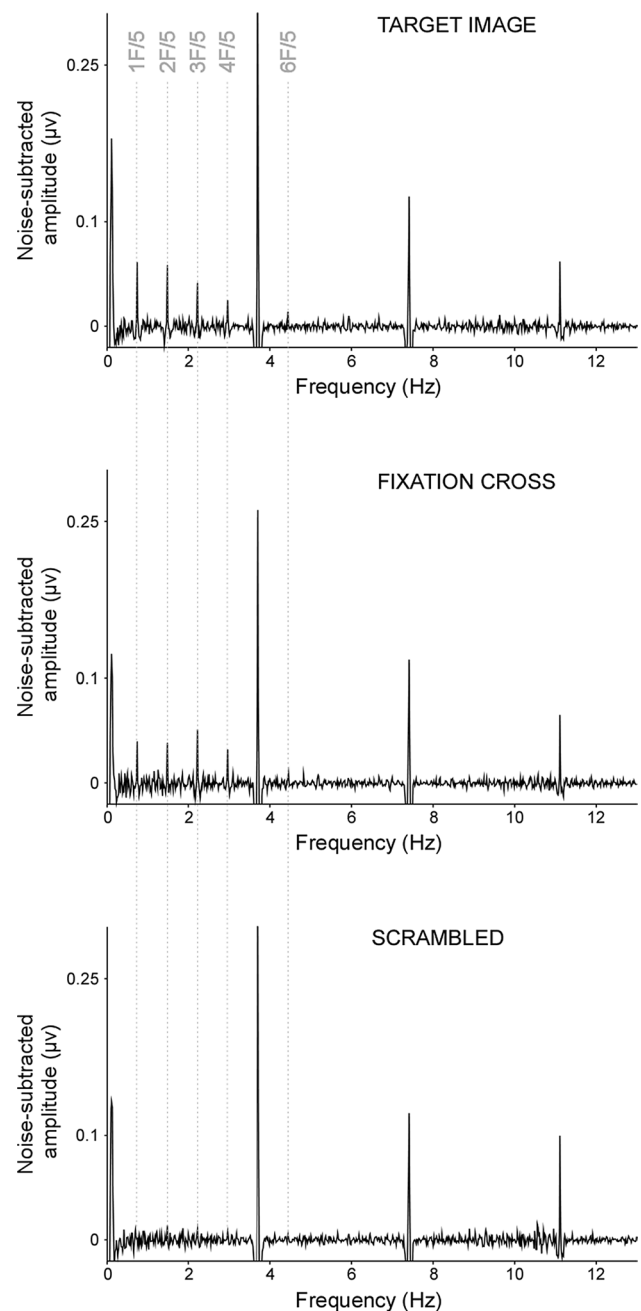 TARGET IMAGE
1F/5 2F/5 3F/5 4F/5 6F/5
Noise-subtracted
amplitude (µv)
0.25
0.1
0
0 2 4 6 8 10 12
Frequency (Hz)
FIXATION CROSS
Noise-subtracted
amplitude (µv)
0.25
0.1
0
0 2 4 6 8 10 12
Frequency (Hz)
SCRAMBLED
Noise-subtracted
amplitude (µv)
0.25
0.1
0
0 2 4 6 8 10 12
Frequency (Hz)